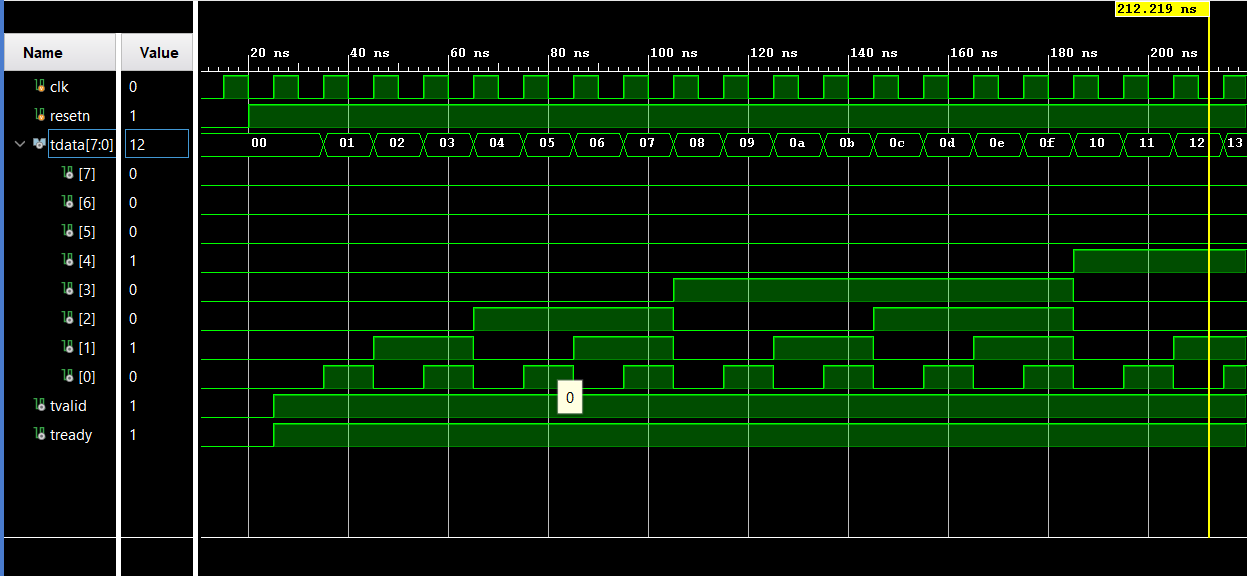 212.219 ns
Name Value
20 ns 40 ns 60 ns 80 ns 100 ns 120 ns 140 ns 160 ns 180 ns 200 ns
clk 0
resetn 1
tdata[7:0] 12 00 01 02 03 04 05 06 07 08 09 0a 0b 0c 0d 0e 0f 10 11 12 13
[7] 0
[6] 0
[5] 0
[4] 1
[3] 0
[2] 0
[1] 1
[0] 0
0
tvalid 1
tready 1